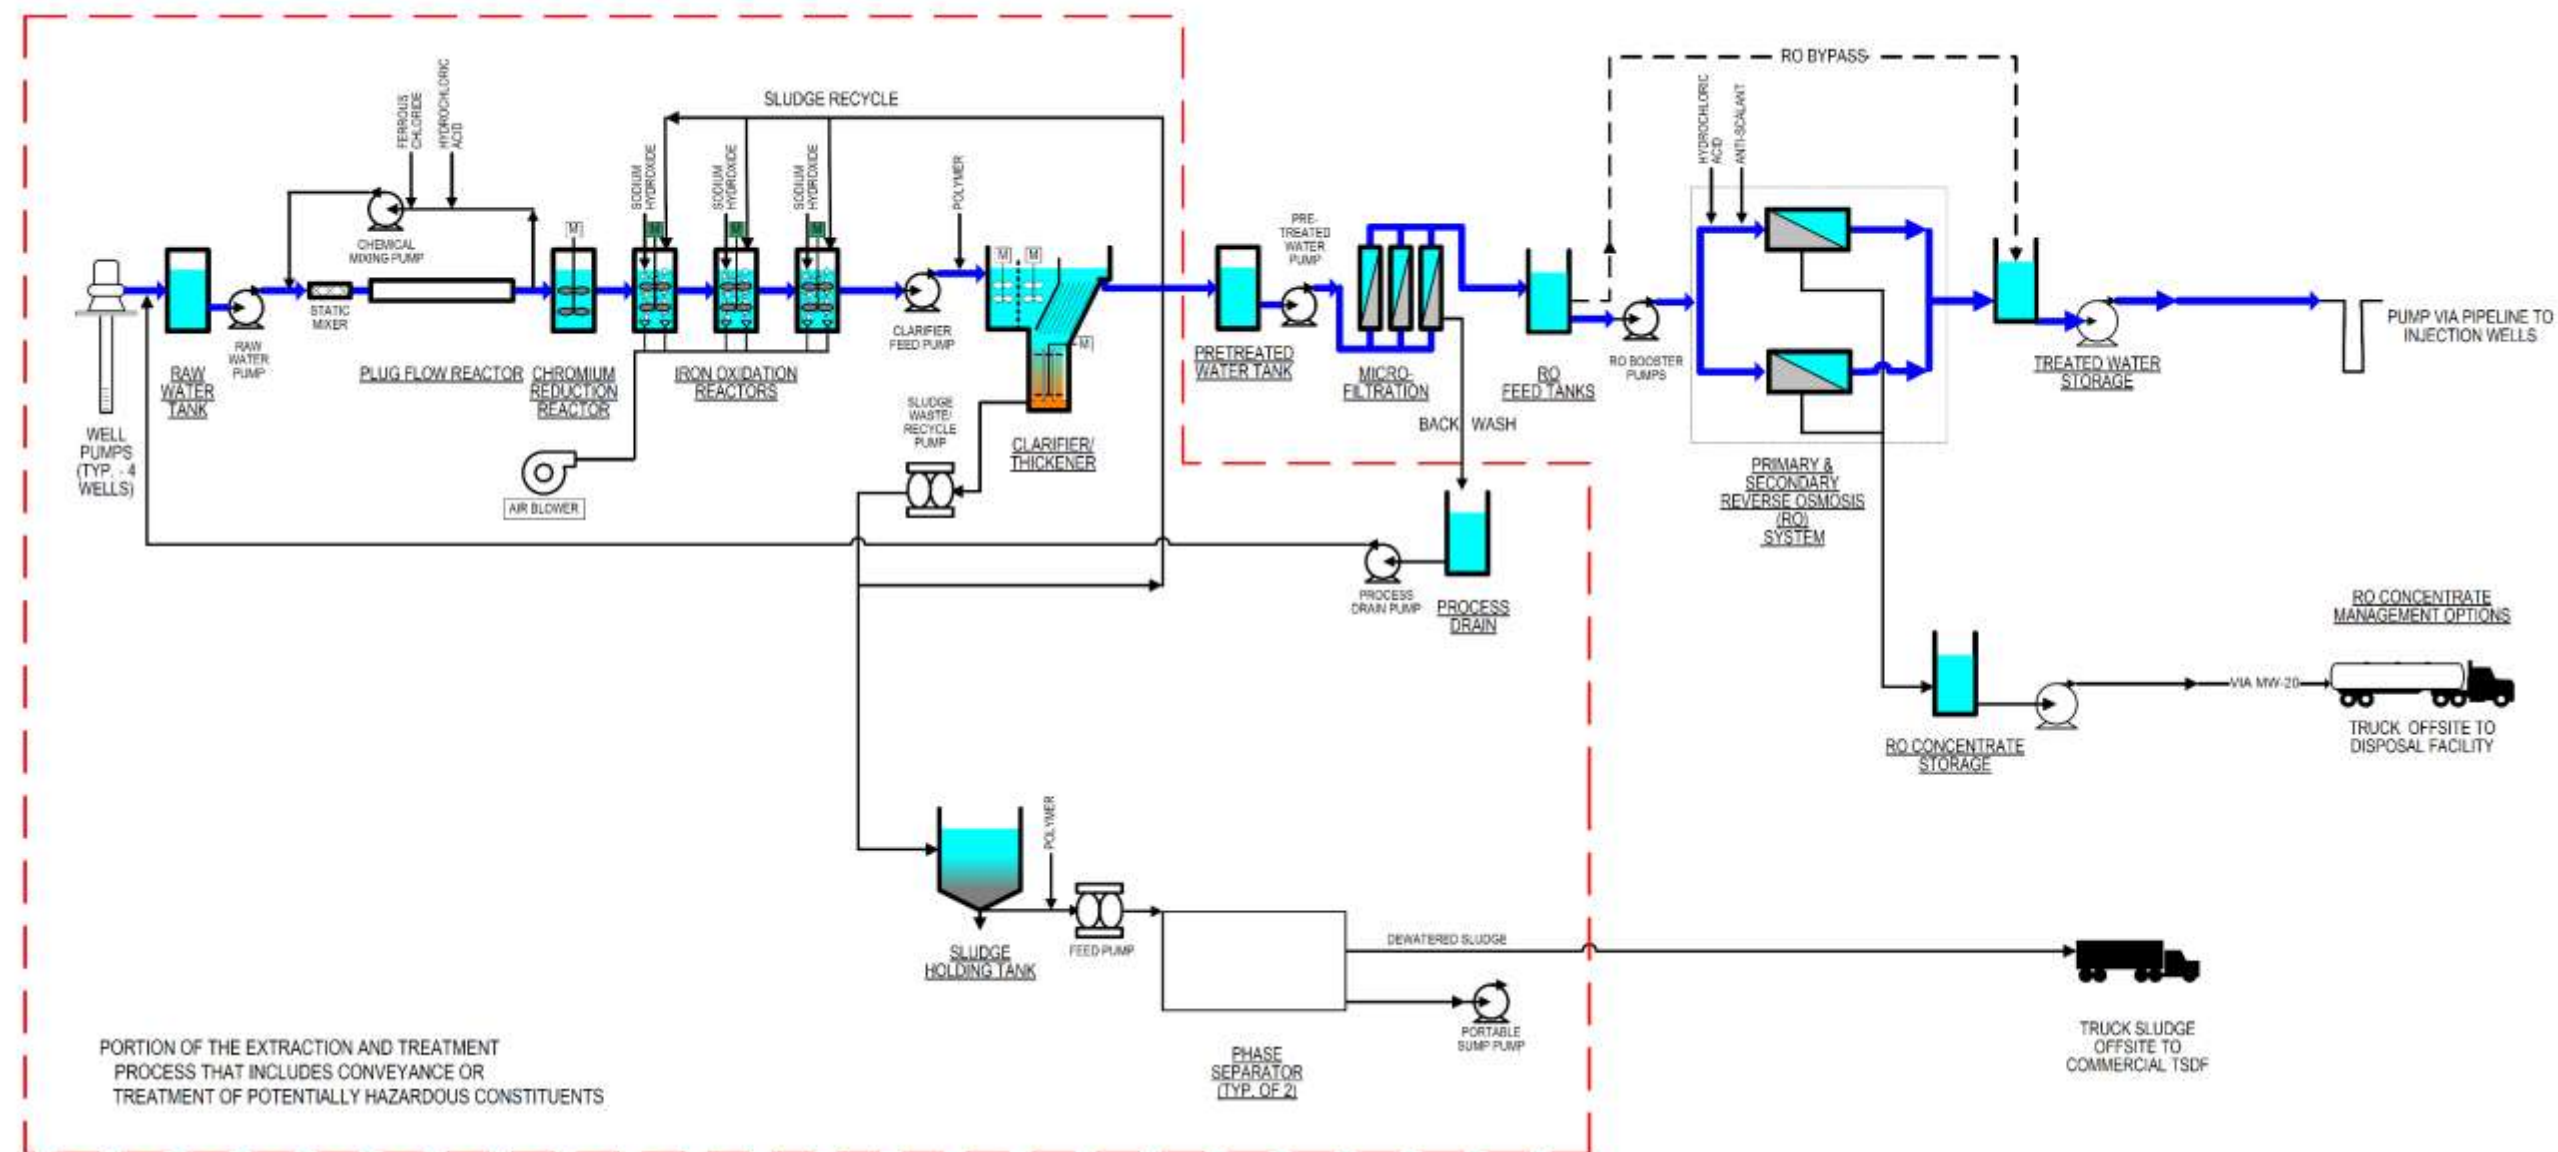 RO BYPASS
FERROUS
CHLORIDE
HYDROCHLORIC
ACID
SLUDGE RECYCLE
SODIUM
HYDROXIDE
SODIUM
HYDROXIDE
SODIUM
HYDROXIDE
POLYMER
HYDROCHLORIC
ACID
ANTI-SCALANT
M
M
M
M
M
M
M
CHEMICAL
MIXING PUMP
STATIC
MIXER
RAW
WATER
PUMP
RAW
WATER
TANK
WELL
PUMPS
(TYP. - 4
WELLS)
PLUG FLOW REACTOR
CHROMIUM
REDUCTION
REACTOR
IRON OXIDATION
REACTORS
AIR BLOWER
CLARIFIER
FEED PUMP
SLUDGE
WASTE/
RECYCLE
PUMP
CLARIFIER/
THICKENER
PRETREATED
WATER TANK
PRE-
TREATED
WATER
PUMP
MICRO-
FILTRATION
BACK WASH
RO
FEED TANKS
RO BOOSTER
PUMPS
PRIMARY &
SECONDARY
REVERSE OSMOSIS
(RO)
SYSTEM
TREATED WATER
STORAGE
PUMP VIA PIPELINE TO
INJECTION WELLS
PROCESS
DRAIN PUMP
PROCESS
DRAIN
RO CONCENTRATE
MANAGEMENT OPTIONS
VIA MW-20
TRUCK OFFSITE TO
DISPOSAL FACILITY
RO CONCENTRATE
STORAGE
POLYMER
SLUDGE
HOLDING TANK
FEED PUMP
DEWATERED SLUDGE
PORTABLE
SUMP PUMP
PHASE
SEPARATOR
(TYP. OF 2)
TRUCK SLUDGE
OFFSITE TO
COMMERCIAL TSDF
PORTION OF THE EXTRACTION AND TREATMENT
PROCESS THAT INCLUDES CONVEYANCE OR
TREATMENT OF POTENTIALLY HAZARDOUS CONSTITUENTS